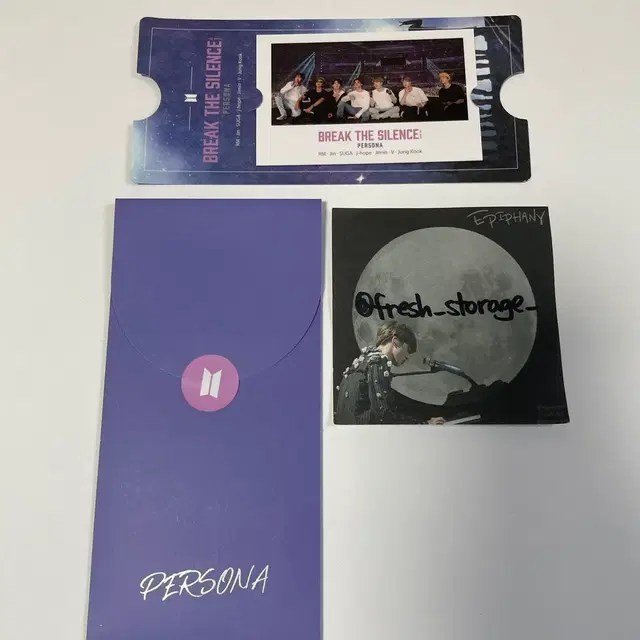 BREAK THE SILENCE
PERSONA
RM · Jin · SUGA · j-hope · Jimin · V · Jung Kook
BREAK THE SILENCE
PERSONA
RM · Jin · SUGA · j-hope · Jimin · V · Jung Kook
EPIPHANY
@fresh_storage_
PERSONA